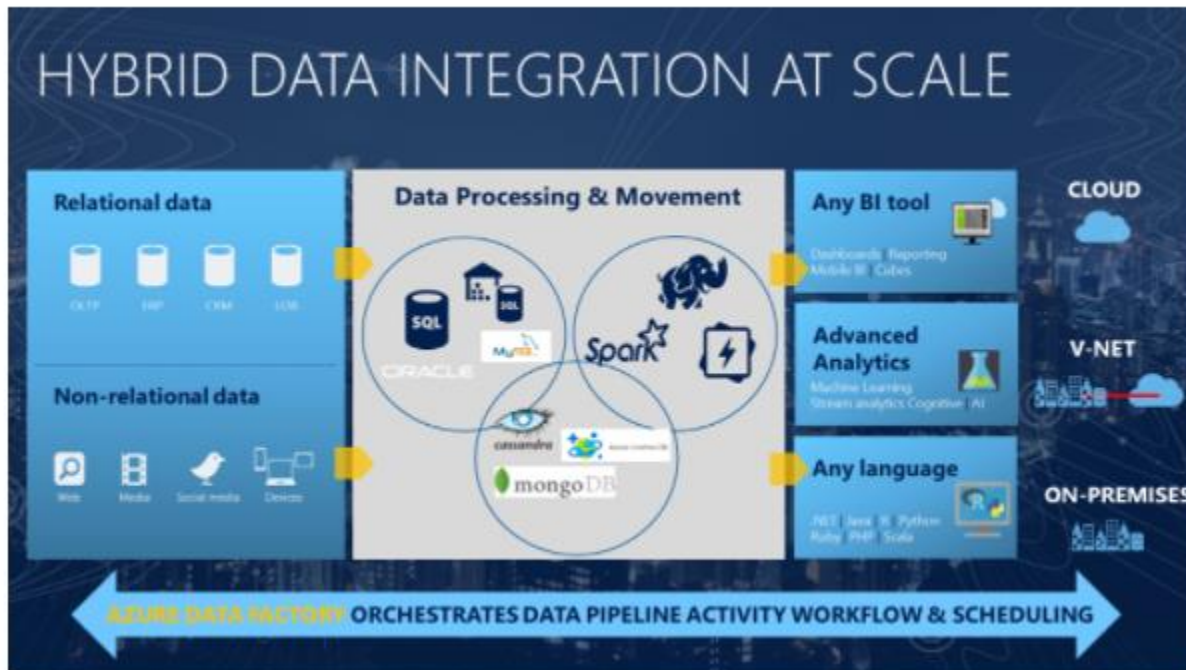 HYBRID DATA INTEGRATION AT SCALE
Relational data
OLTP ERP CRM LOB
Non-relational data
Web Media Social media Devices
Data Processing & Movement
SQL
SQL
MySQL
ORACLE
Spark
cassandra
mongoDB
Any BI tool
Dashboards | Reporting
Mobile BI | Cubes
Advanced
Analytics
Machine Learning
Stream analytics Cognitive | AI
Any language
.NET | Java | R | Python
Ruby | PHP | Scala
R
CLOUD
V-NET
ON-PREMISES
AZURE DATA FACTORY ORCHESTRATES DATA PIPELINE ACTIVITY WORKFLOW & SCHEDULING